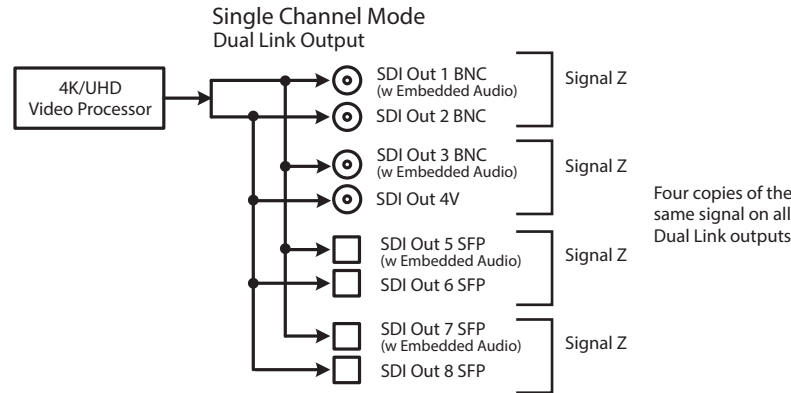 Single Channel Mode
Dual Link Output
4K/UHD
Video Processor
SDI Out 1 BNC
(w Embedded Audio)
Signal Z
SDI Out 2 BNC
SDI Out 3 BNC
(w Embedded Audio)
Signal Z
SDI Out 4V
Four copies of the
same signal on all
Dual Link outputs
SDI Out 5 SFP
(w Embedded Audio)
Signal Z
SDI Out 6 SFP
SDI Out 7 SFP
(w Embedded Audio)
Signal Z
SDI Out 8 SFP